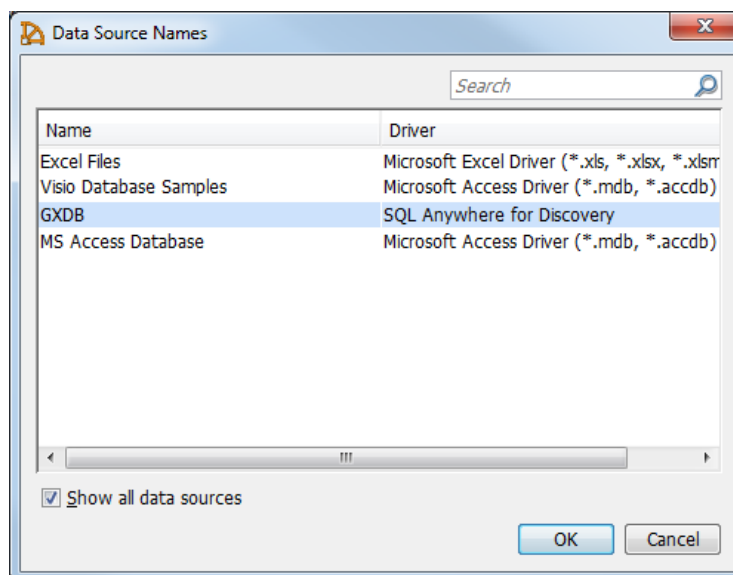 Data Source Names
Search
Name Driver
Excel Files Microsoft Excel Driver (*.xls, *.xlsx, *.xlsm
Visio Database Samples Microsoft Access Driver (*.mdb, *.accdb)
GXDB SQL Anywhere for Discovery
MS Access Database Microsoft Access Driver (*.mdb, *.accdb)
Show all data sources
OK Cancel